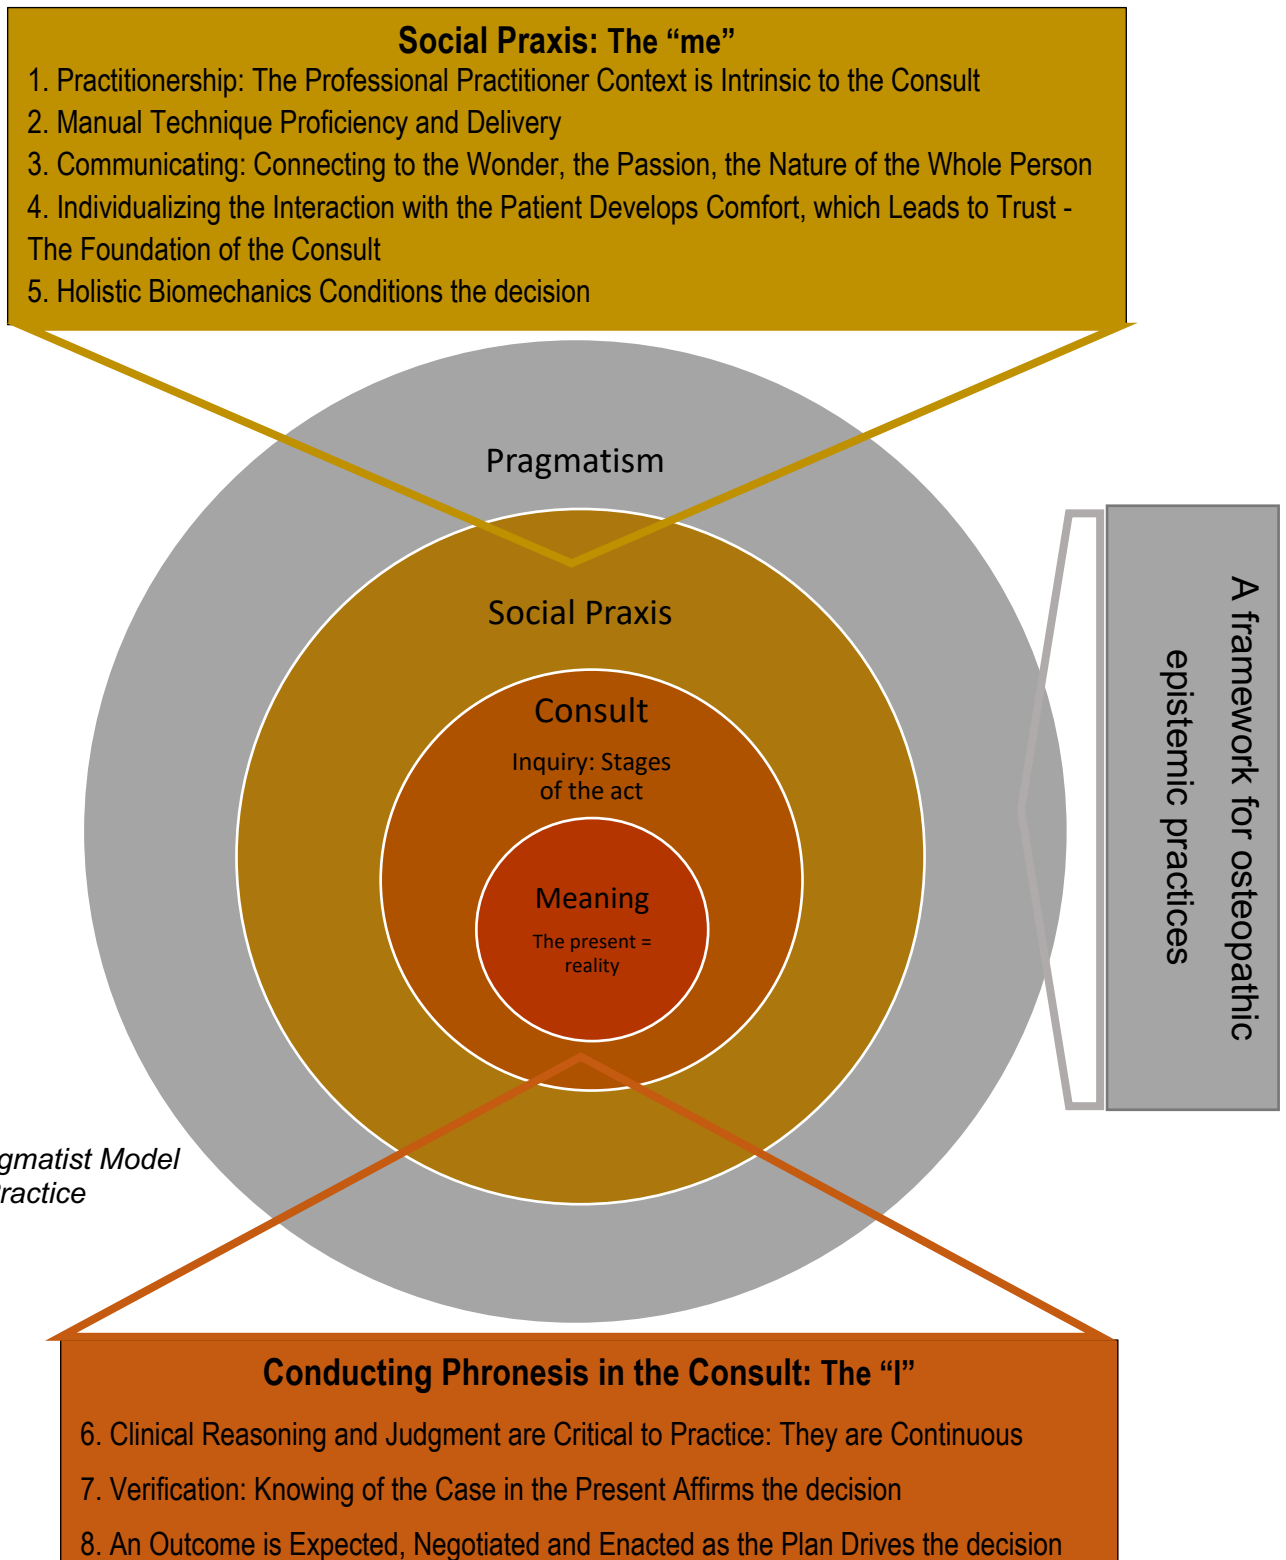 Social Praxis: The “me”
1. Practitionership: The Professional Practitioner Context is Intrinsic to the Consult
2. Manual Technique Proficiency and Delivery
3. Communicating: Connecting to the Wonder, the Passion, the Nature of the Whole Person
4. Individualizing the Interaction with the Patient Develops Comfort, which Leads to Trust -
The Foundation of the Consult
5. Holistic Biomechanics Conditions the decision
Pragmatism
Social Praxis
Consult
Inquiry: Stages
of the act
Meaning
The present =
reality
A framework for osteopathic
epistemic practices
Model
Conducting Phronesis in the Consult: The “I”
6. Clinical Reasoning and Judgment are Critical to Practice: They are Continuous
7. Verification: Knowing of the Case in the Present Affirms the decision
8. An Outcome is Expected, Negotiated and Enacted as the Plan Drives the decision